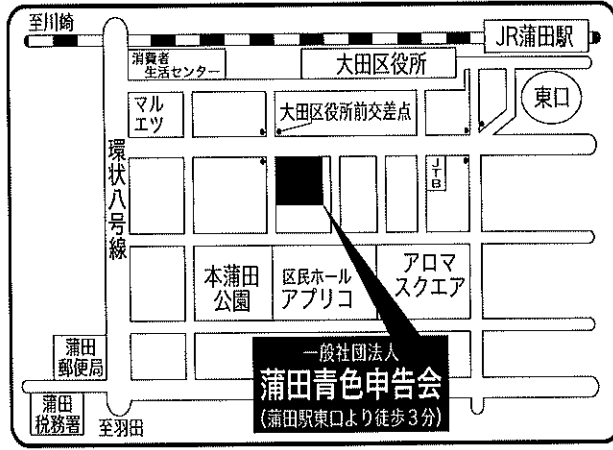 至川崎
JR蒲田駅
消費者
生活センター
大田区役所
東口
マル
エツ
大田区役所前交差点
環状八号線
JTB
本蒲田
公園
区民ホール
アプリコ
アロマ
スクエア
蒲田
郵便局
一般社団法人
蒲田青色申告会
(蒲田駅東口より徒歩3分)
蒲田
税務署
至羽田